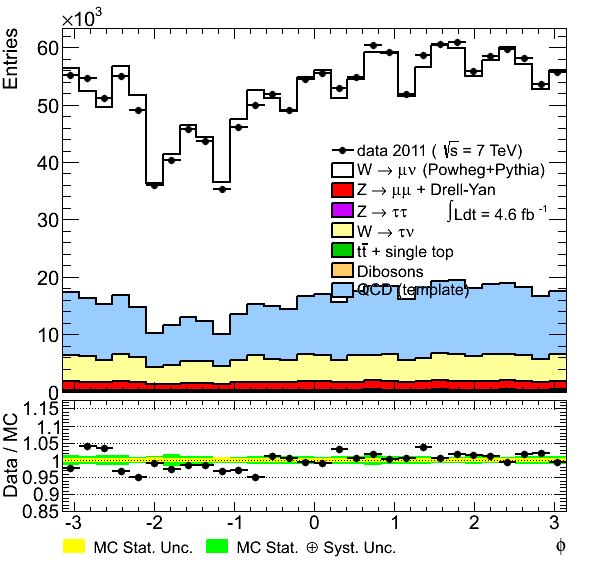 ×10³
Entries
60
50
40
30
20
10
0
data 2011 ( √s = 7 TeV)
W → μν (Powheg+Pythia)
Z → μμ + Drell-Yan
Z → ττ
∫Ldt = 4.6 fb⁻¹
W → τν
tt̄ + single top
Dibosons
QCD (template)
Data / MC
1.15
1.1
1.05
1
0.95
0.9
0.85
-3 -2 -1 0 1 2 3
MC Stat. Unc. MC Stat. ⊕ Syst. Unc. ϕ